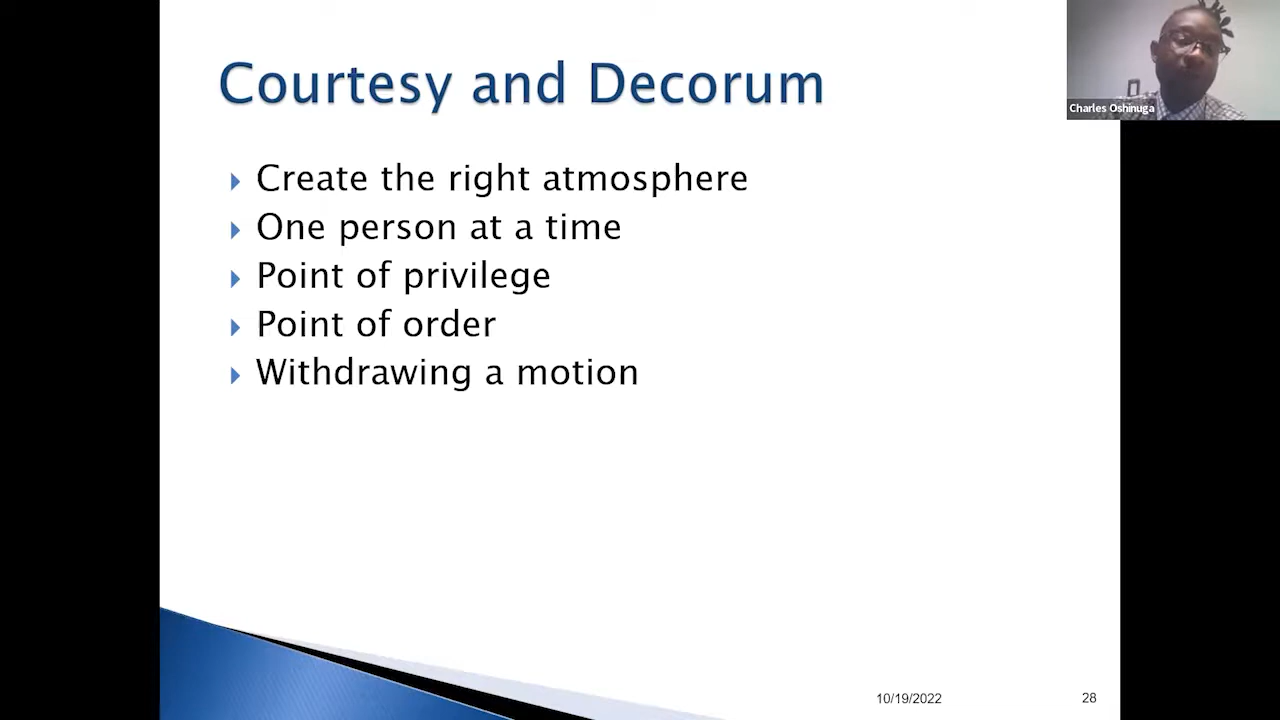 Courtesy and Decorum
Charles Oshinuga
Create the right atmosphere
One person at a time
Point of privilege
Point of order
Withdrawing a motion
10/19/2022
28